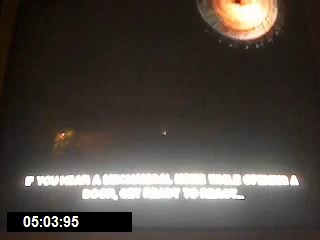 IF YOU HEAR A MECHANICAL NOISE WHILE OPENING A
DOOR, GET READY TO REACT...
05:03:95